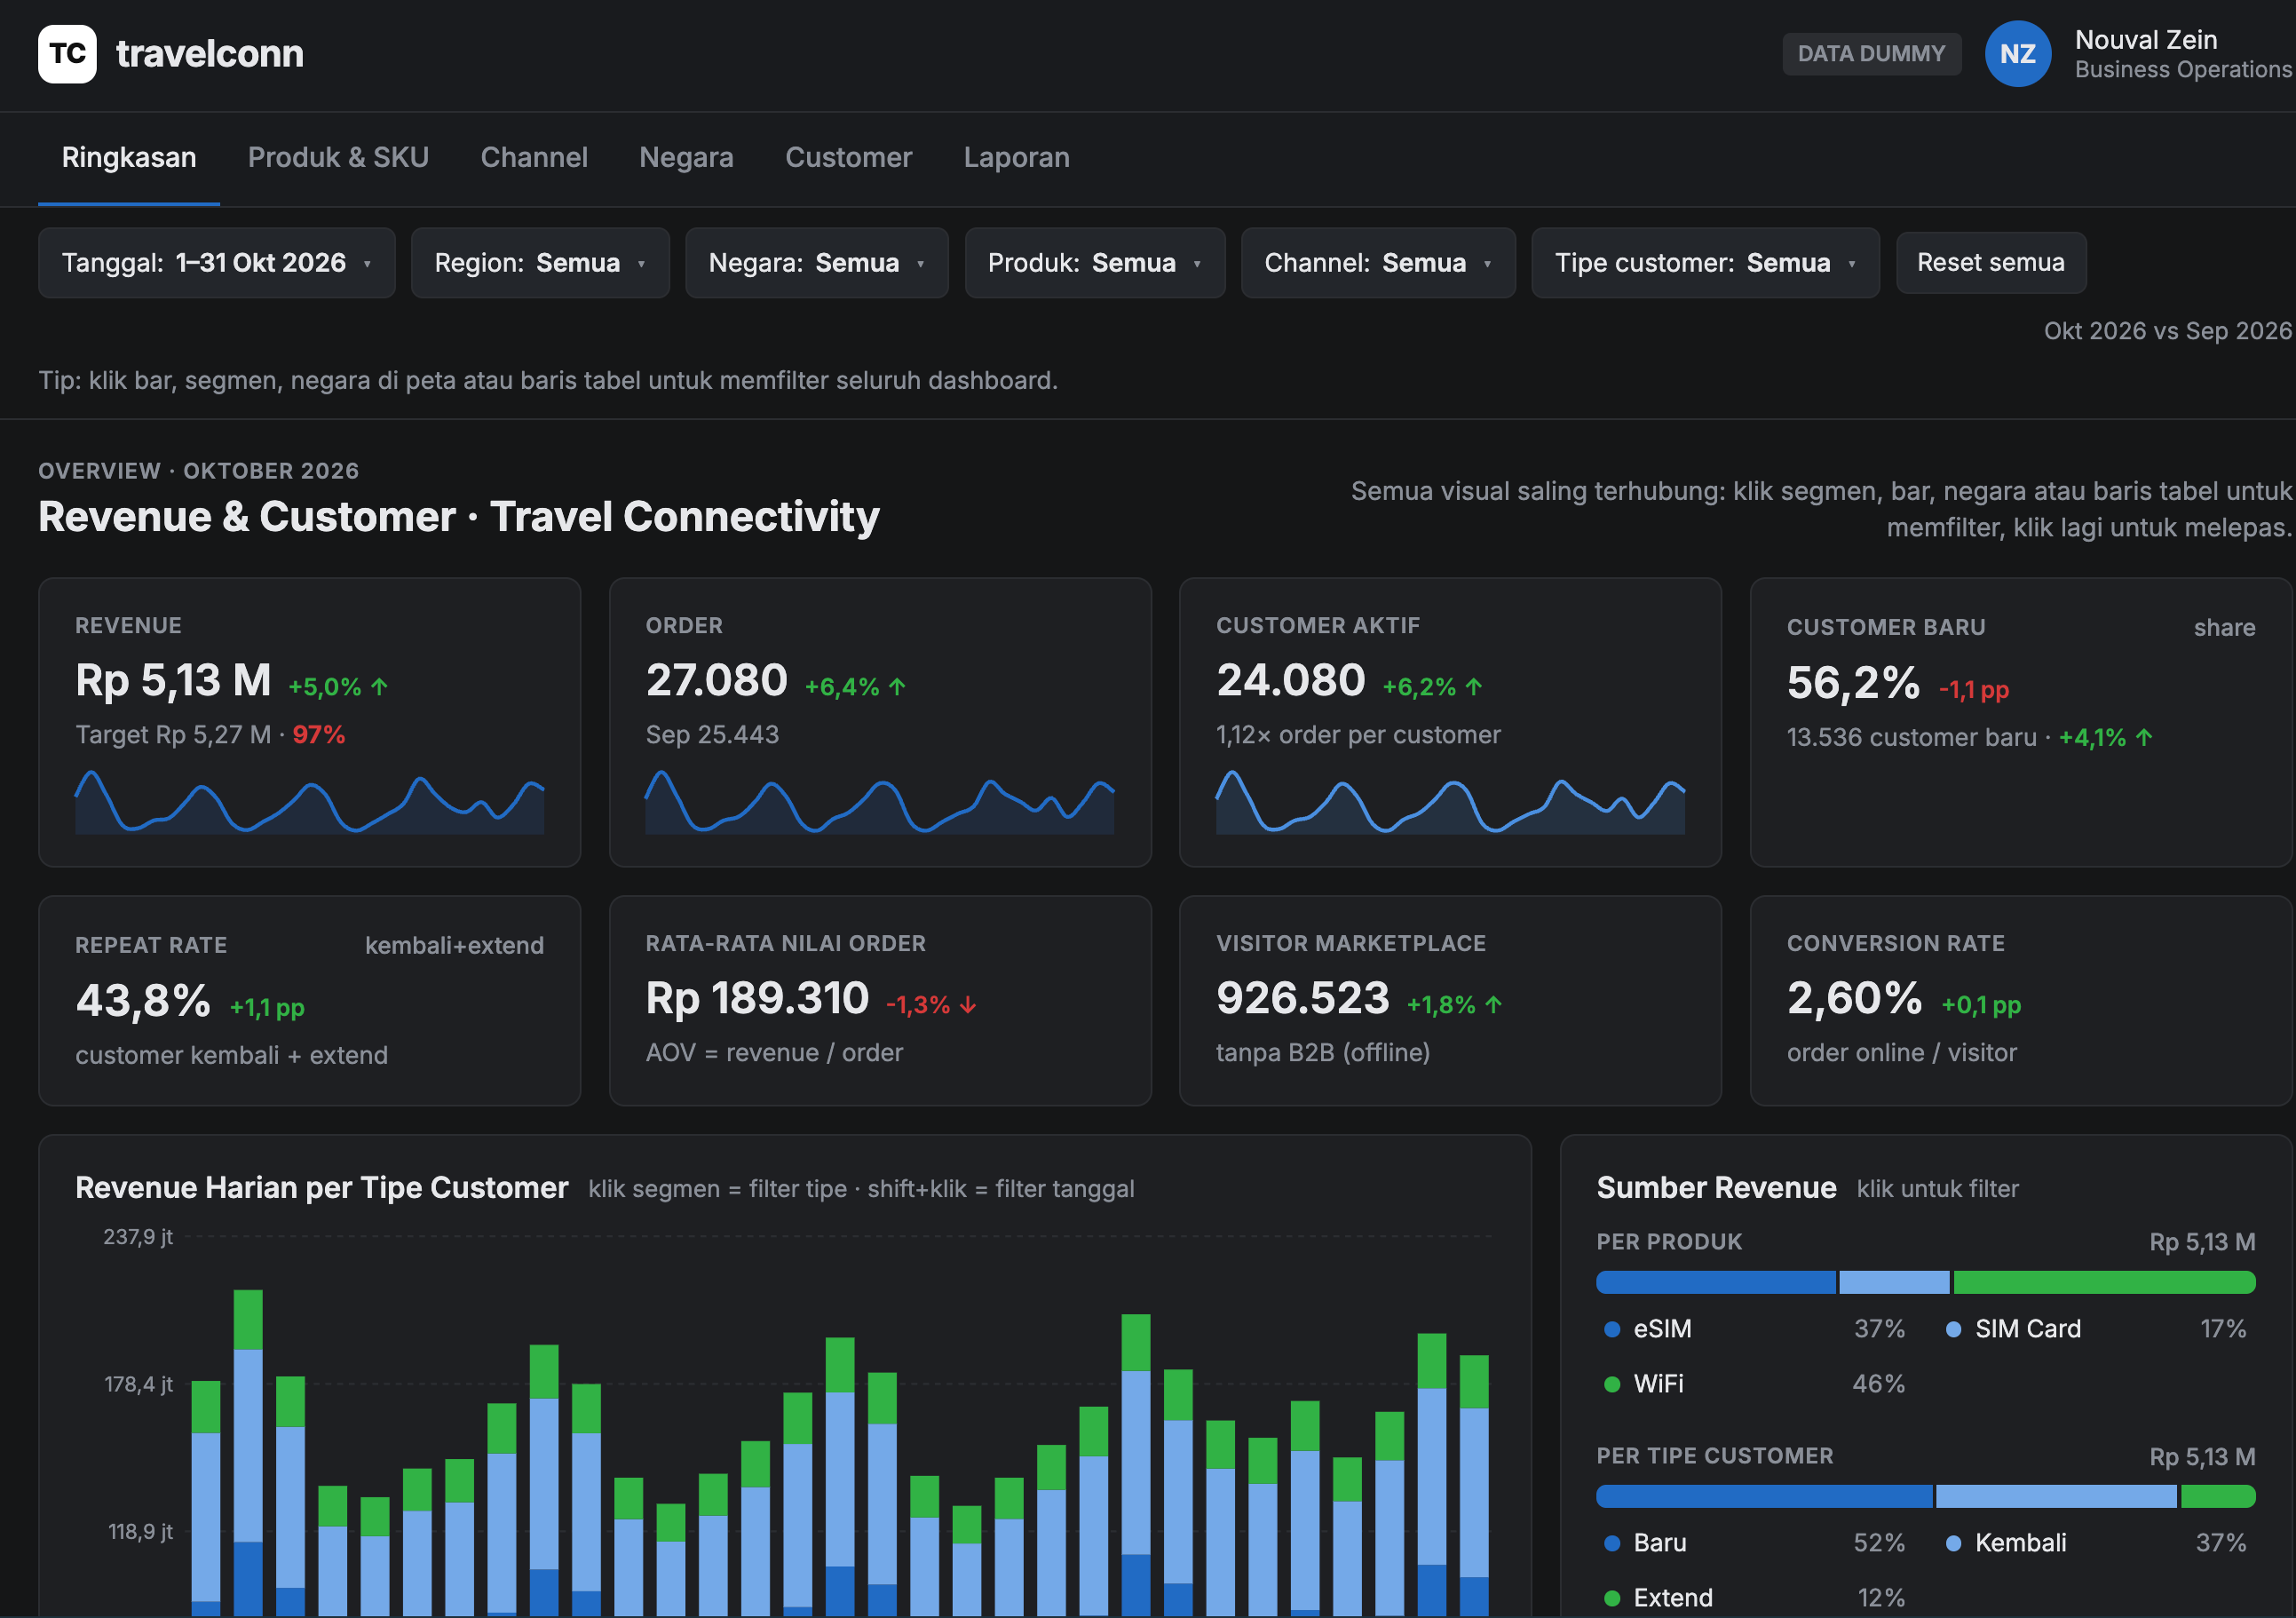 TC travelconn
DATA DUMMY
NZ
Nouval Zein
Business Operations
Ringkasan Produk & SKU Channel Negara Customer Laporan
Tanggal: 1–31 Okt 2026 ▾ Region: Semua ▾ Negara: Semua ▾ Produk: Semua ▾ Channel: Semua ▾ Tipe customer: Semua ▾ Reset semua
Okt 2026 vs Sep 2026
Tip: klik bar, segmen, negara di peta atau baris tabel untuk memfilter seluruh dashboard.
OVERVIEW · OKTOBER 2026
Revenue & Customer · Travel Connectivity
Semua visual saling terhubung: klik segmen, bar, negara atau baris tabel untuk
memfilter, klik lagi untuk melepas.
REVENUE
Rp 5,13 M +5,0% ↑
Target Rp 5,27 M · 97%
ORDER
27.080 +6,4% ↑
Sep 25.443
CUSTOMER AKTIF
24.080 +6,2% ↑
1,12× order per customer
CUSTOMER BARU share
56,2% -1,1 pp
13.536 customer baru · +4,1% ↑
REPEAT RATE kembali+extend
43,8% +1,1 pp
customer kembali + extend
RATA-RATA NILAI ORDER
Rp 189.310 -1,3% ↓
AOV = revenue / order
VISITOR MARKETPLACE
926.523 +1,8% ↑
tanpa B2B (offline)
CONVERSION RATE
2,60% +0,1 pp
order online / visitor
Revenue Harian per Tipe Customer klik segmen = filter tipe · shift+klik = filter tanggal
237,9 jt
178,4 jt
118,9 jt
Sumber Revenue klik untuk filter
PER PRODUK Rp 5,13 M
eSIM 37% SIM Card 17%
WiFi 46%
PER TIPE CUSTOMER Rp 5,13 M
Baru 52% Kembali 37%
Extend 12%